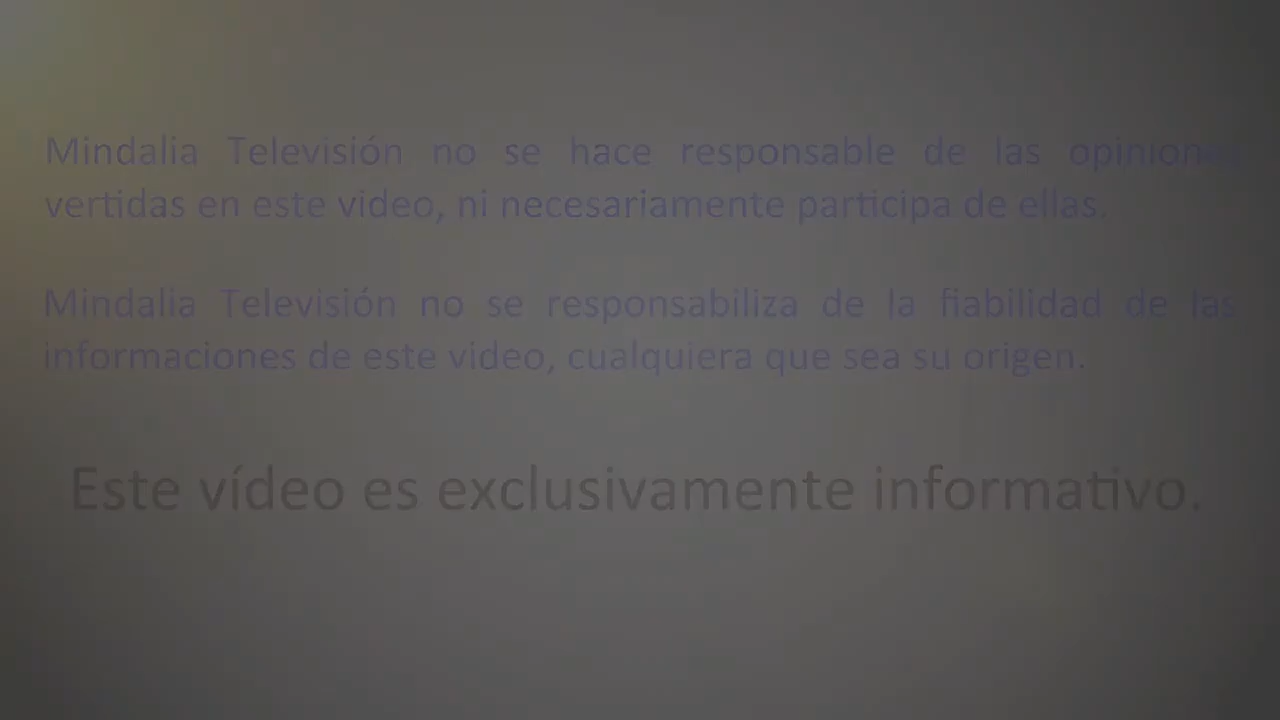 Mindalia Televisión no se hace responsable de las opiniones
vertidas en este video, ni necesariamente participa de ellas.
Mindalia Televisión no se responsabiliza de la fiabilidad de las
informaciones de este video, cualquiera que sea su origen.
Este vídeo es exclusivamente informativo.